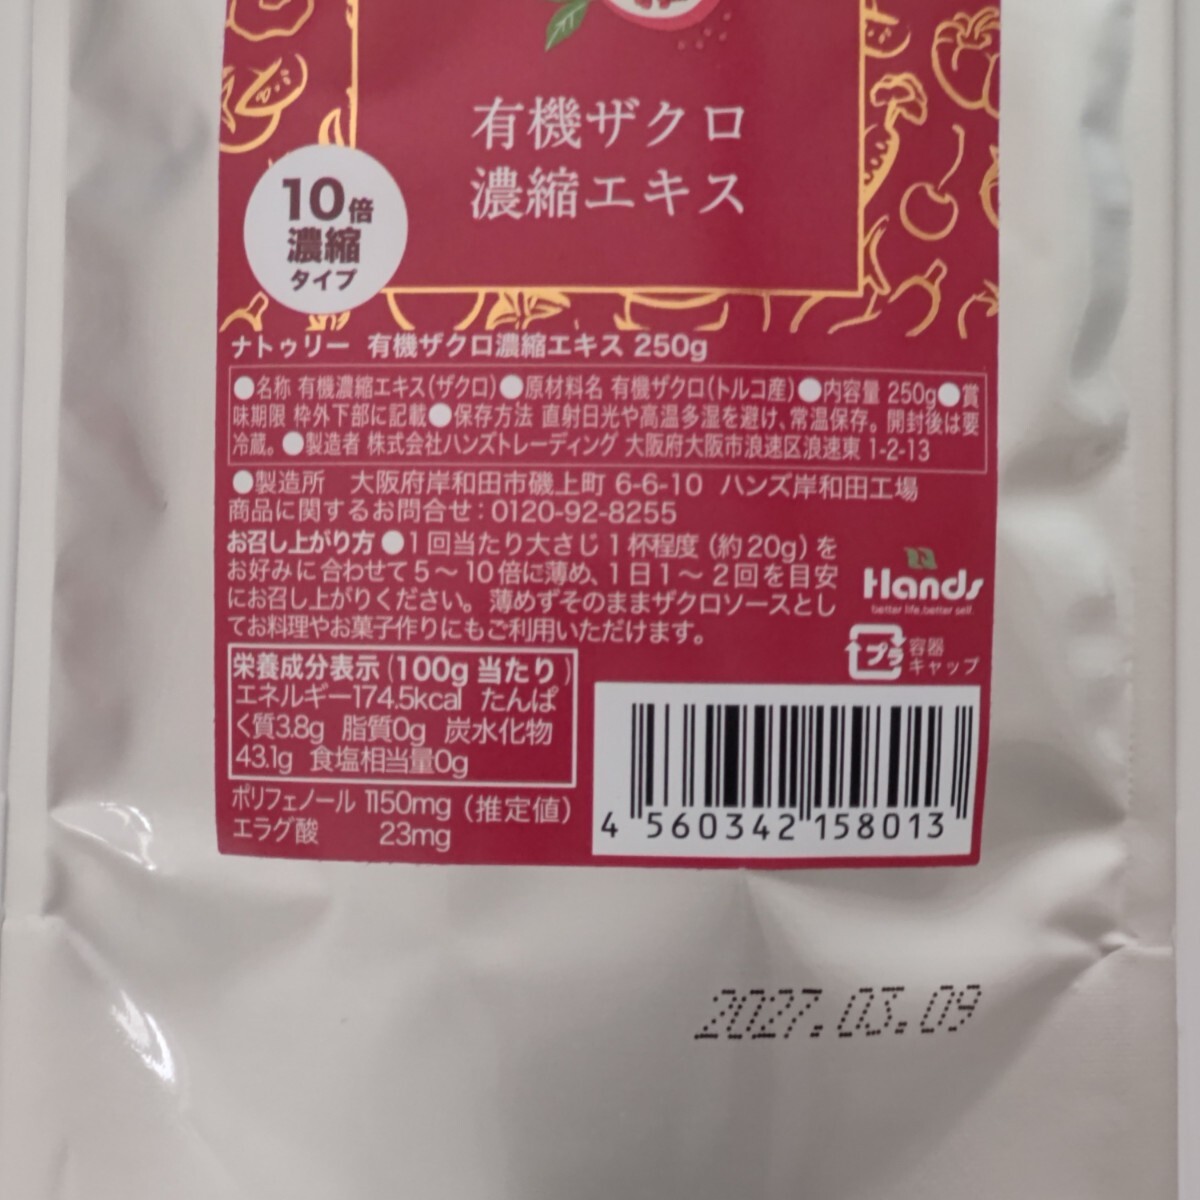 有機ザクロ
濃縮エキス
10倍
濃縮
タイプ
ナトゥリー 有機ザクロ濃縮エキス 250g
●名称 有機濃縮エキス(ザクロ)●原材料名 有機ザクロ(トルコ産)●内容量 250g●賞
味期限 枠外下部に記載●保存方法 直射日光や高温多湿を避け、常温保存。開封後は要
冷蔵。●製造者 株式会社ハンズトレーディング 大阪府大阪市浪速区浪速東 1-2-13
●製造所 大阪府岸和田市磯上町 6-6-10 ハンズ岸和田工場
商品に関するお問合せ:0120-92-8255
お召し上がり方 ●1回当たり大さじ1杯程度(約20g)を
お好みに合わせて5〜10倍に薄め、1日1〜2回を目安
にお召し上がりください。薄めずそのままザクロソースとし
てお料理やお菓子作りにもご利用いただけます。
Hands
better life.better self.
プラ
容器
キャップ
栄養成分表示(100g 当たり)
エネルギー174.5kcal たんぱ
く質3.8g 脂質0g 炭水化物
43.1g 食塩相当量0g
ポリフェノール 1150mg(推定値)
エラグ酸 23mg
4 560342 158013
2027.03.09